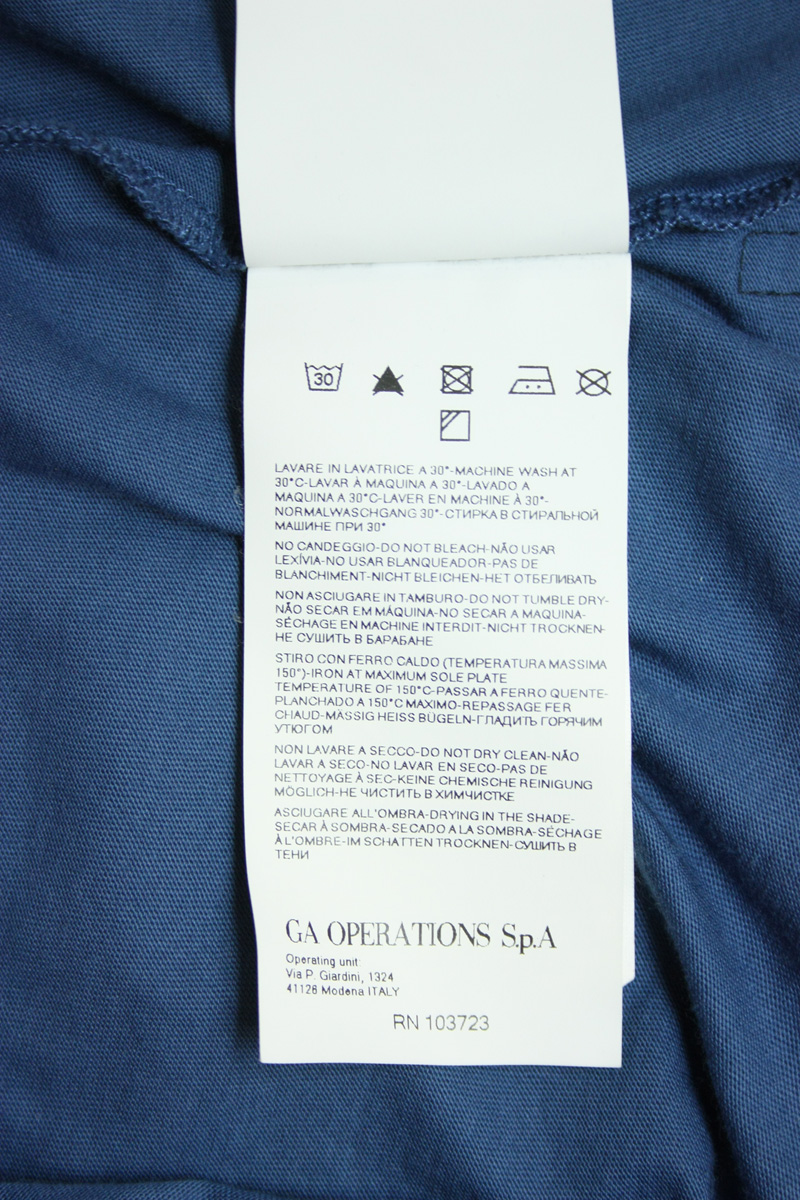 30
LAVARE IN LAVATRICE A 30°-MACHINE WASH AT
30°C-LAVAR À MAQUINA A 30°-LAVADO A
MAQUINA A 30°C-LAVER EN MACHINE À 30°-
NORMALWASCHGANG 30°-СТИРКА В СТИРАЛЬНОЙ
МАШИНЕ ПРИ 30°
NO CANDEGGIO-DO NOT BLEACH-NÃO USAR
LEXÍVIA-NO USAR BLANQUEADOR-PAS DE
BLANCHIMENT-NICHT BLEICHEN-НЕТ ОТБЕЛИВАТЬ
NON ASCIUGARE IN TAMBURO-DO NOT TUMBLE DRY-
NÃO SECAR EM MÁQUINA-NO SECAR A MAQUINA-
SÉCHAGE EN MACHINE INTERDIT-NICHT TROCKNEN-
НЕ СУШИТЬ В БАРАБАНЕ
STIRO CON FERRO CALDO (TEMPERATURA MASSIMA
150°)-IRON AT MAXIMUM SOLE PLATE
TEMPERATURE OF 150°C-PASSAR A FERRO QUENTE-
PLANCHADO A 150°C MAXIMO-REPASSAGE FER
CHAUD-MÄSSIG HEISS BÜGELN-ГЛАДИТЬ ГОРЯЧИМ
УТЮГОМ
NON LAVARE A SECCO-DO NOT DRY CLEAN-NÃO
LAVAR A SECO-NO LAVAR EN SECO-PAS DE
NETTOYAGE À SEC-KEINE CHEMISCHE REINIGUNG
MÖGLICH-НЕ ЧИСТИТЬ В ХИМЧИСТКЕ
ASCIUGARE ALL'OMBRA-DRYING IN THE SHADE-
SECAR À SOMBRA-SECADO A LA SOMBRA-SÉCHAGE
À L'OMBRE-IM SCHATTEN TROCKNEN-СУШИТЬ В
ТЕНИ
GA OPERATIONS S.p.A
Operating unit:
Via P. Giardini, 1324
41126 Modena ITALY
RN 103723